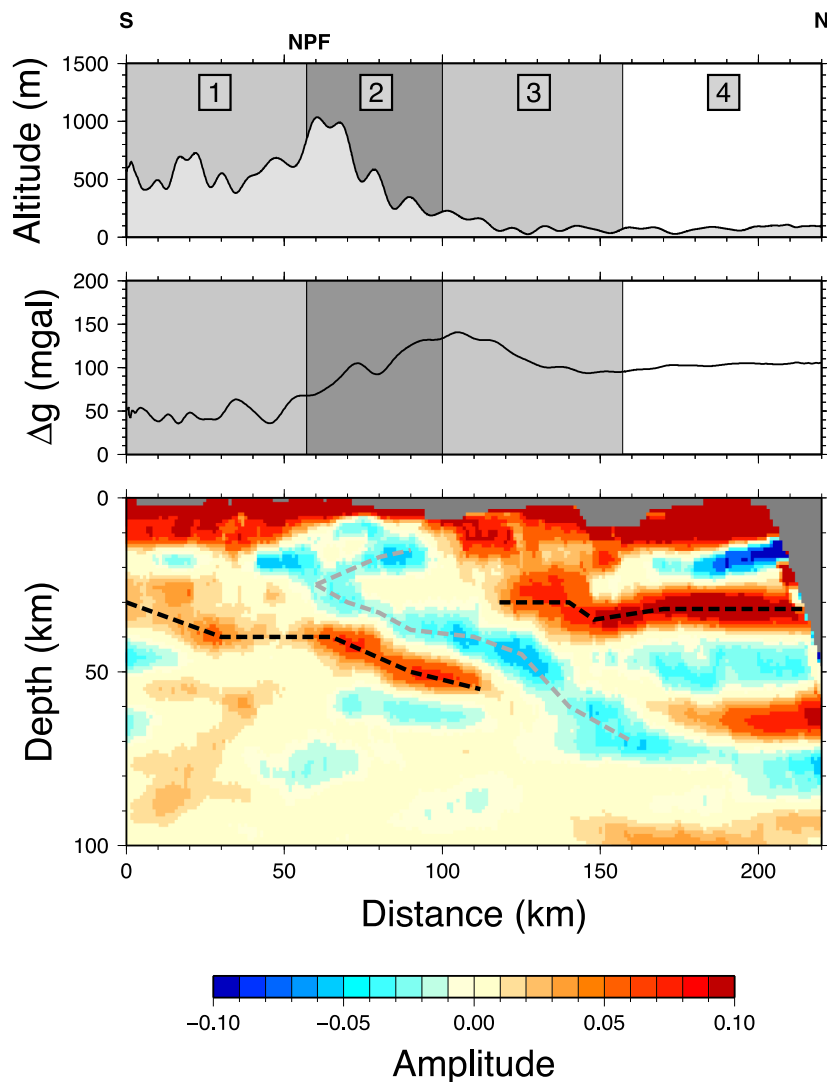 S N
NPF
1500 1 2 3 4
1000
500
0
Altitude (m)
200
150
100
50
0
Δg (mgal)
0
50
100
Depth (km)
0 50 100 150 200
Distance (km)
−0.10 −0.05 0.00 0.05 0.10
Amplitude